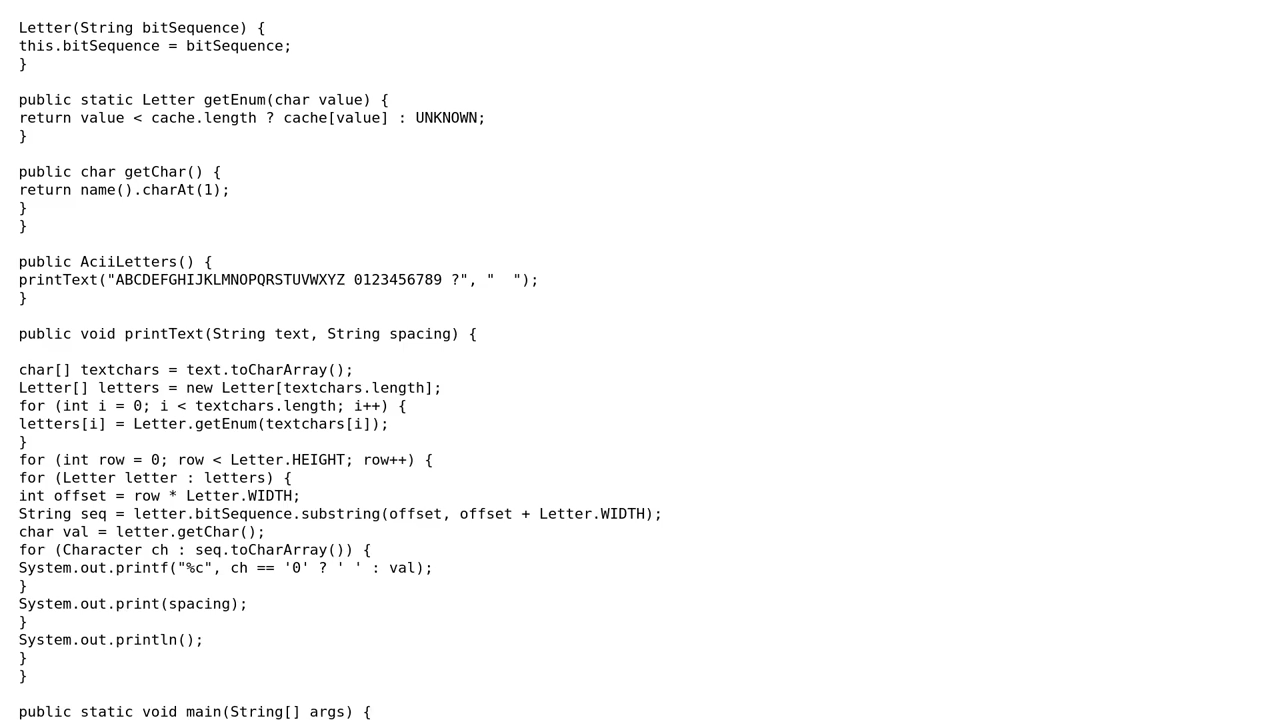 Letter(String bitSequence) {
this.bitSequence = bitSequence;
}

public static Letter getEnum(char value) {
return value < cache.length ? cache[value] : UNKNOWN;
}

public char getChar() {
return name().charAt(1);
}
}

public AciiLetters() {
printText("ABCDEFGHIJKLMNOPQRSTUVWXYZ 0123456789 ?", "  ");
}

public void printText(String text, String spacing) {

char[] textchars = text.toCharArray();
Letter[] letters = new Letter[textchars.length];
for (int i = 0; i < textchars.length; i++) {
letters[i] = Letter.getEnum(textchars[i]);
}
for (int row = 0; row < Letter.HEIGHT; row++) {
for (Letter letter : letters) {
int offset = row * Letter.WIDTH;
String seq = letter.bitSequence.substring(offset, offset + Letter.WIDTH);
char val = letter.getChar();
for (Character ch : seq.toCharArray()) {
System.out.printf("%c", ch == '0' ? ' ' : val);
}
System.out.print(spacing);
}
System.out.println();
}
}

public static void main(String[] args) {